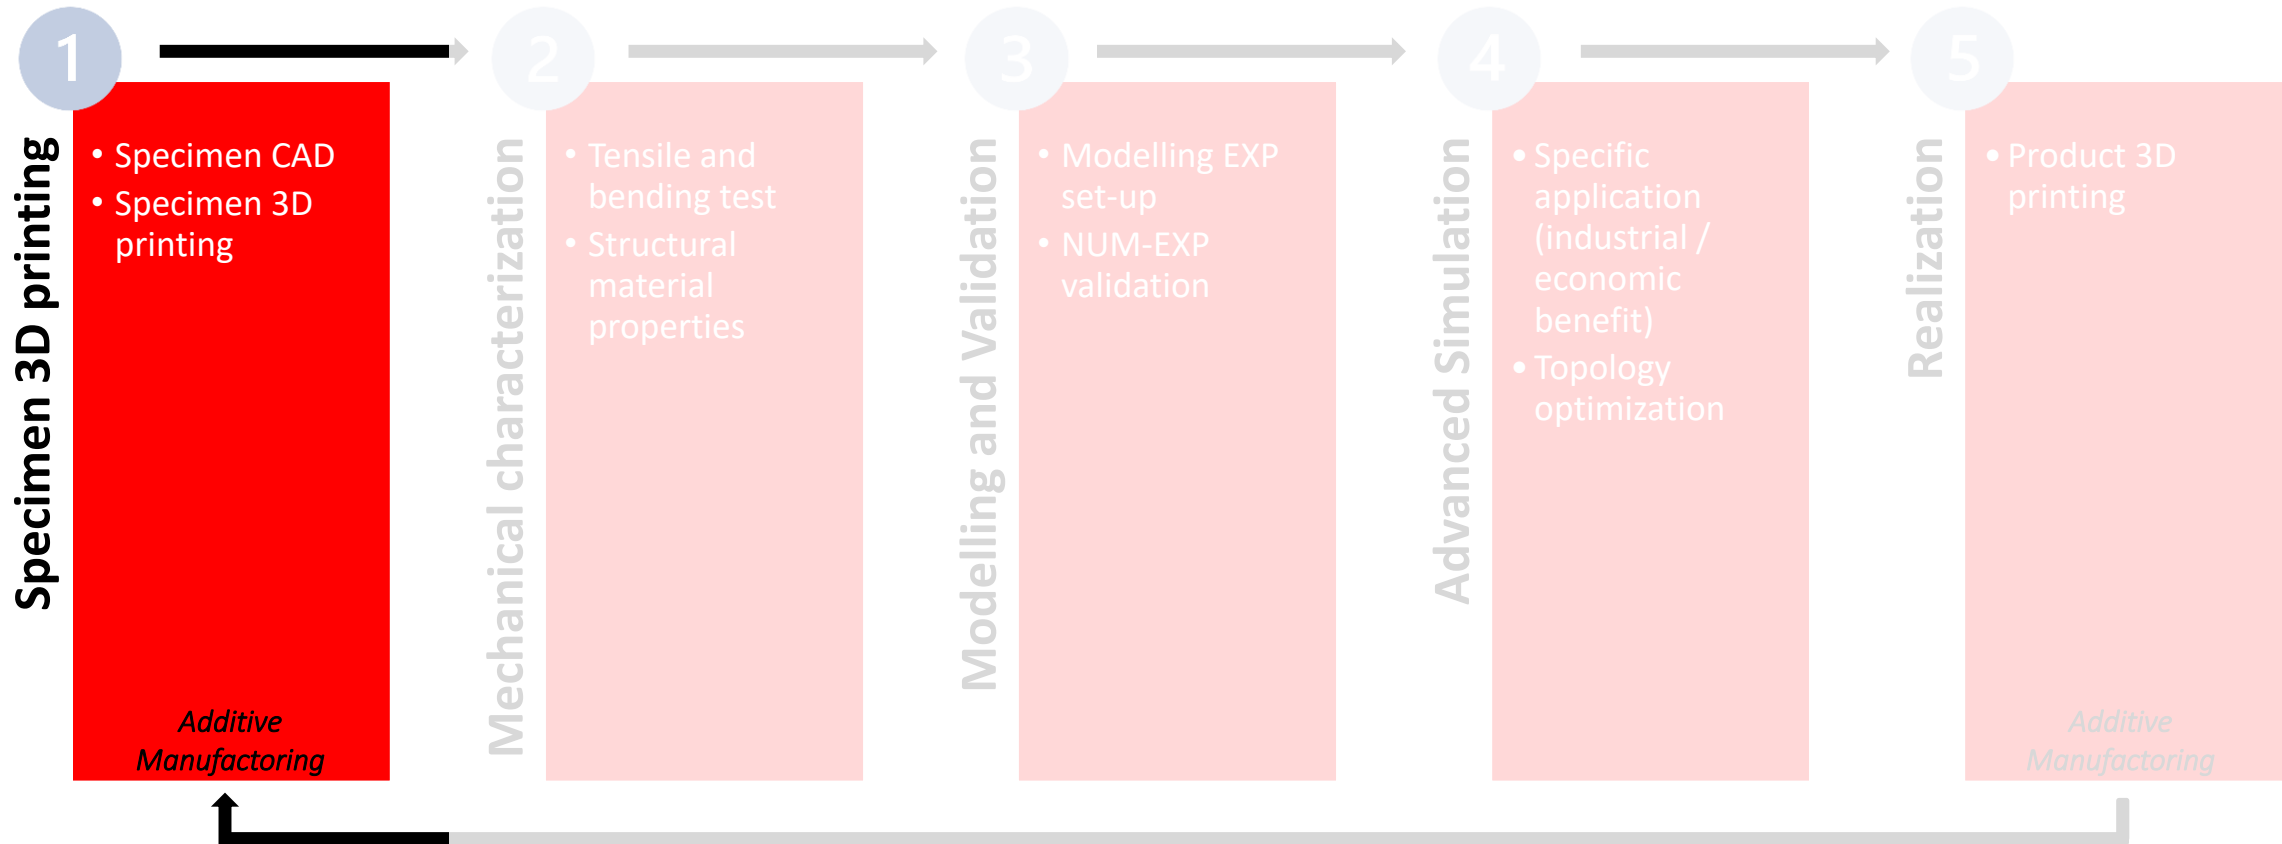 1
Specimen 3D printing
• Specimen CAD
• Specimen 3D
printing
Additive
Manufactoring
2
Mechanical characterization
• Tensile and
bending test
• Structural
material
properties
3
Modelling and Validation
• Modelling EXP
set-up
• NUM-EXP
validation
4
Advanced Simulation
• Specific
application
(industrial /
economic
benefit)
• Topology
optimization
5
Realization
• Product 3D
printing
Additive
Manufactoring